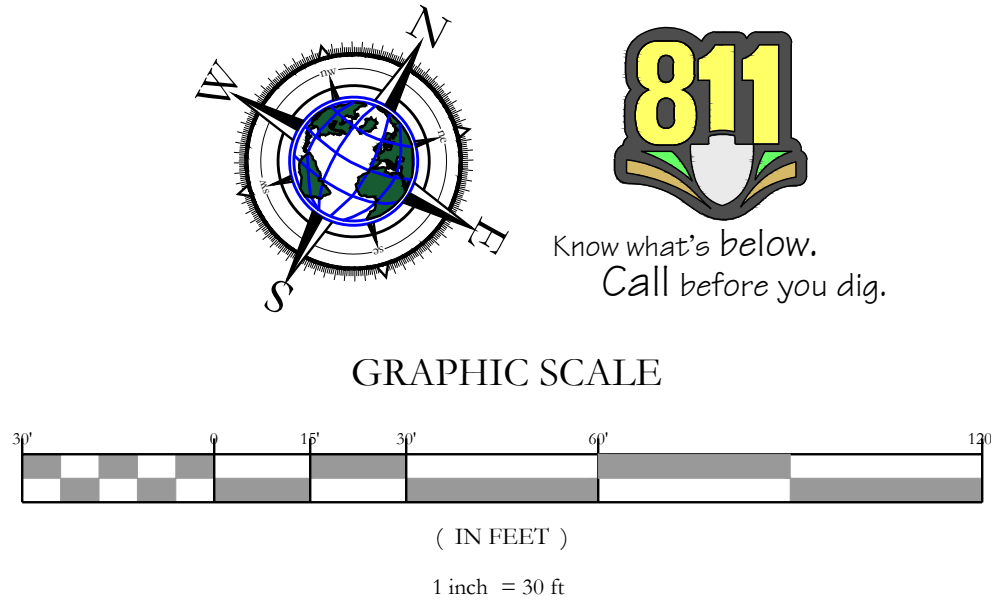 N
W
nw
ne
sw
se
E
S
811
Know what's below.
Call before you dig.
GRAPHIC SCALE
30' 0 15' 30' 60' 120
( IN FEET )
1 inch = 30 ft